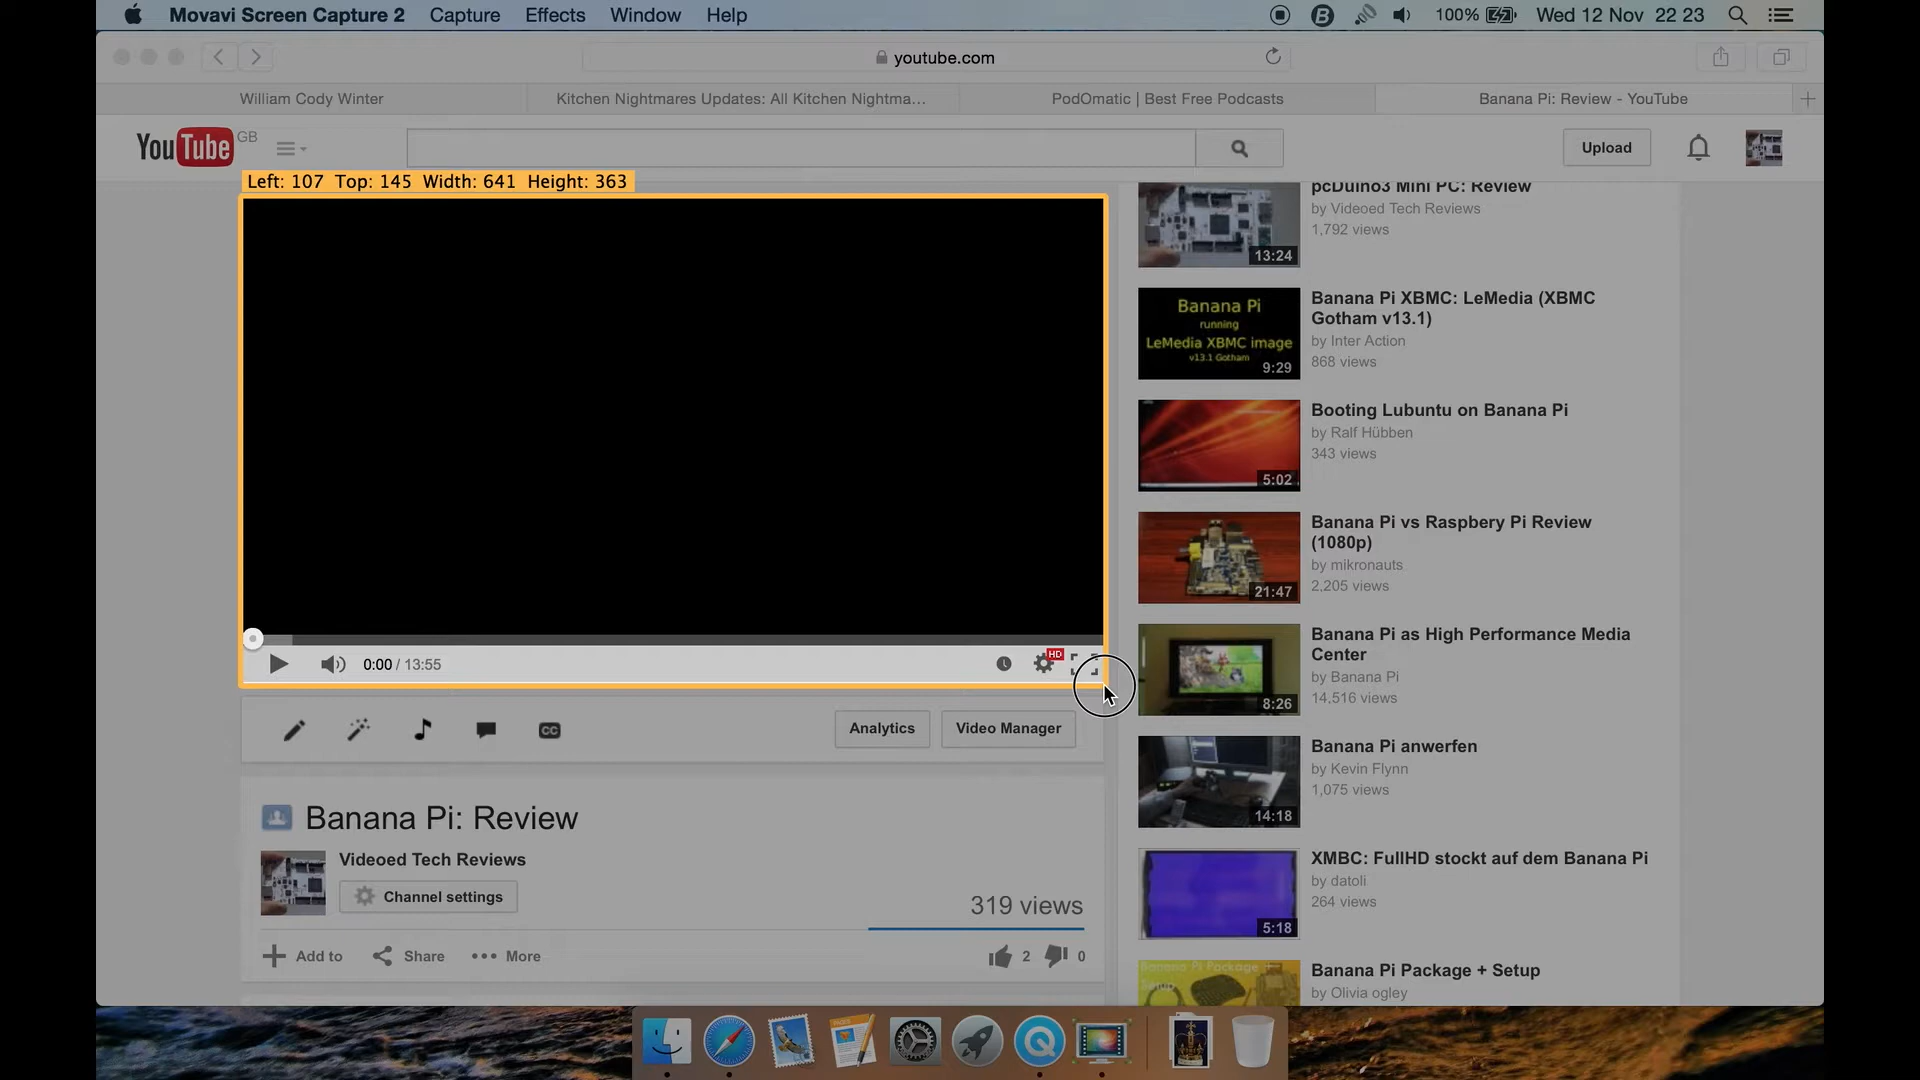 Movavi Screen Capture 2 Capture Effects Window Help 100% Wed 12 Nov 22 23
youtube.com
William Cody Winter Kitchen Nightmares Updates: All Kitchen Nightma... PodOmatic | Best Free Podcasts Banana Pi: Review - YouTube
YouTube GB Upload
Left: 107 Top: 145 Width: 641 Height: 363
0:00 / 13:55 HD
CC Analytics Video Manager
Banana Pi: Review
Videoed Tech Reviews
Channel settings
319 views
Add to Share More 2 0
pcDuino3 Mini PC: Review
by Videoed Tech Reviews
1,792 views
13:24
Banana Pi
running
LeMedia XBMC image
v13.1 Gotham
9:29
Banana Pi XBMC: LeMedia (XBMC
Gotham v13.1)
by Inter Action
868 views
Booting Lubuntu on Banana Pi
by Ralf Hübben
343 views
5:02
Banana Pi vs Raspbery Pi Review
(1080p)
by mikronauts
2,205 views
21:47
Banana Pi as High Performance Media
Center
by Banana Pi
14,516 views
8:26
Banana Pi anwerfen
by Kevin Flynn
1,075 views
14:18
XMBC: FullHD stockt auf dem Banana Pi
by datoli
264 views
5:18
Banana Pi Package +
Setup
Banana Pi Package + Setup
by Olivia ogley